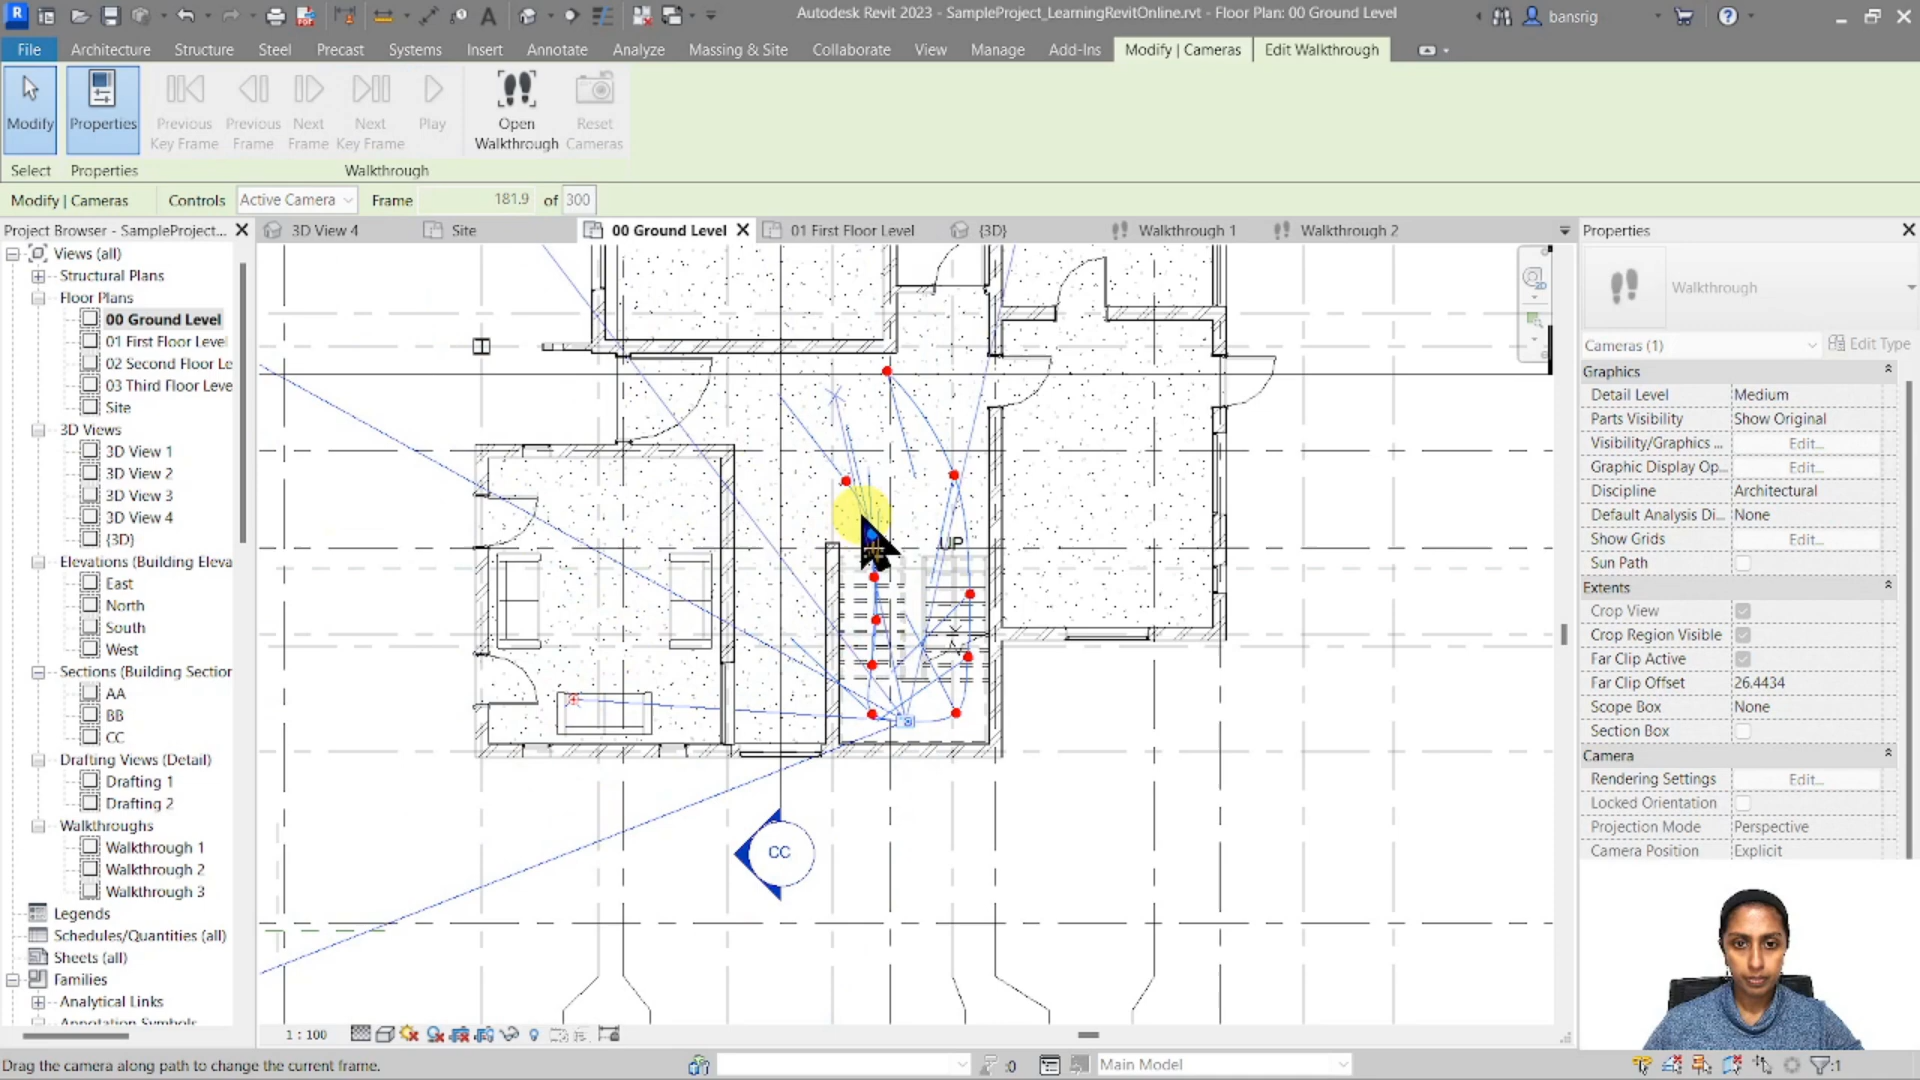 Autodesk Revit 2023 - SampleProject_LearningRevitOnline.rvt - Floor Plan: 00 Ground Level
bansrig
File Architecture Structure Steel Precast Systems Insert Annotate Analyze Massing & Site Collaborate View Manage Add-Ins Modify | Cameras Edit Walkthrough
Modify Properties Previous Key Frame Previous Frame Next Frame Next Key Frame Play Open Walkthrough Reset Cameras
Select Properties Walkthrough
Modify | Cameras Controls Active Camera Frame 181.9 of 300
Project Browser - SampleProject...
3D View 4 Site 00 Ground Level 01 First Floor Level {3D} Walkthrough 1 Walkthrough 2
Properties
Views (all)
Structural Plans
Floor Plans
00 Ground Level
01 First Floor Level
02 Second Floor Le
03 Third Floor Leve
Site
3D Views
3D View 1
3D View 2
3D View 3
3D View 4
{3D}
Elevations (Building Eleva
East
North
South
West
Sections (Building Section
AA
BB
CC
Drafting Views (Detail)
Drafting 1
Drafting 2
Walkthroughs
Walkthrough 1
Walkthrough 2
Walkthrough 3
Legends
Schedules/Quantities (all)
Sheets (all)
Families
Analytical Links
Annotation Symbols
UP
CC
Walkthrough
Cameras (1) Edit Type
Graphics
Detail Level Medium
Parts Visibility Show Original
Visibility/Graphics ... Edit...
Graphic Display Op... Edit...
Discipline Architectural
Default Analysis Di... None
Show Grids Edit...
Sun Path
Extents
Crop View
Crop Region Visible
Far Clip Active
Far Clip Offset 26.4434
Scope Box None
Section Box
Camera
Rendering Settings Edit...
Locked Orientation
Projection Mode Perspective
Camera Position Explicit
1 : 100
Drag the camera along path to change the current frame.
:0 Main Model :1